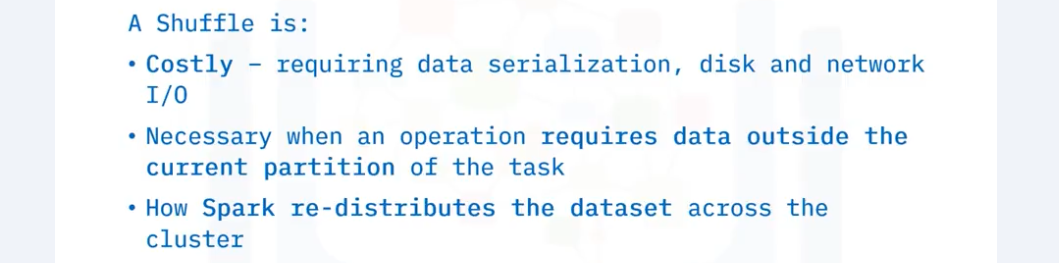 A Shuffle is:
• Costly – requiring data serialization, disk and network
I/O
• Necessary when an operation requires data outside the
current partition of the task
• How Spark re-distributes the dataset across the
cluster